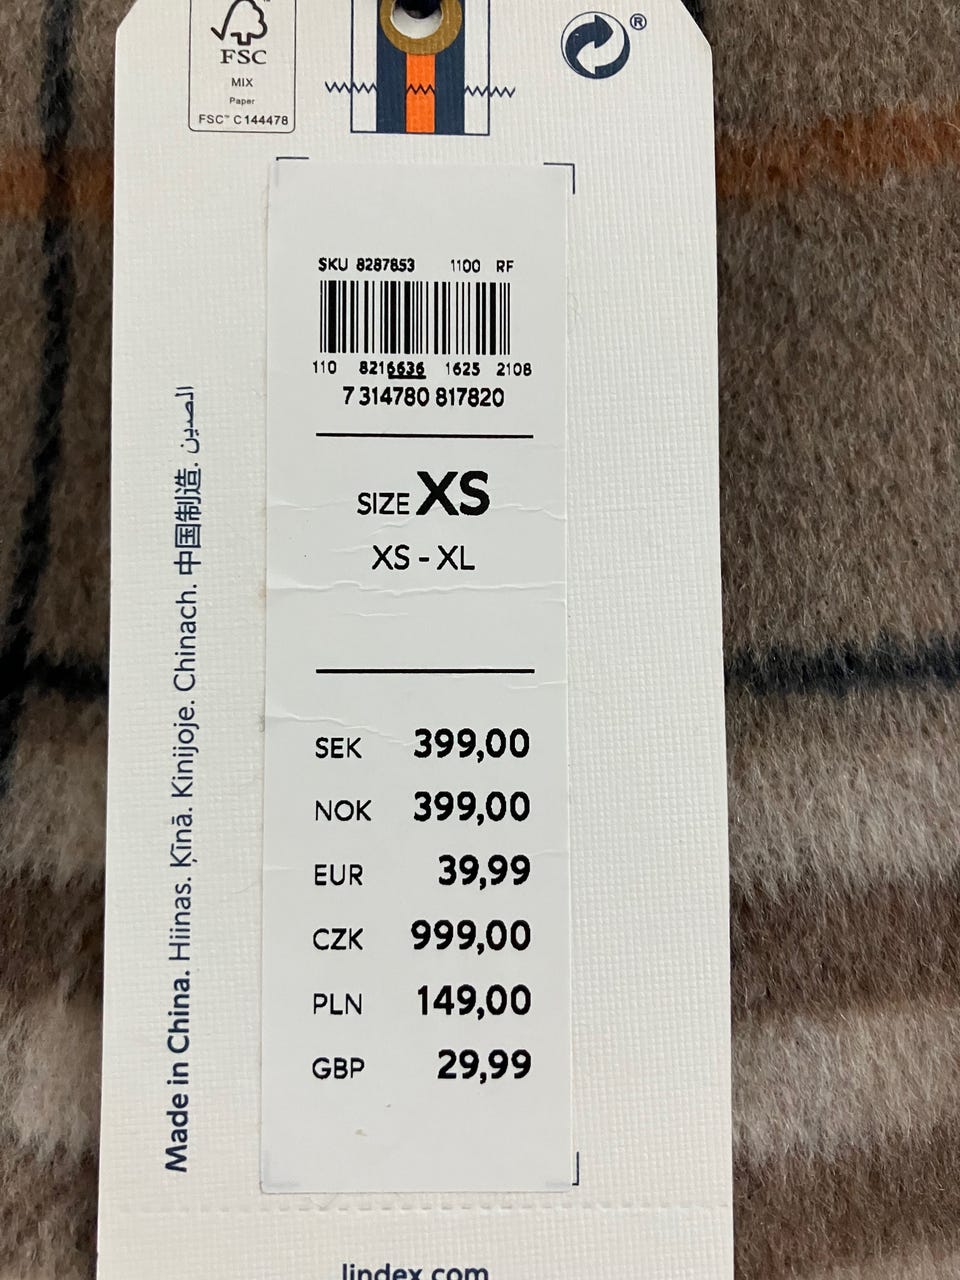 FSC
MIX
Paper
FSC™ C144478
®
SKU 8287853 1100 RF
110 8216636 1625 2108
7 314780 817820
SIZE XS
XS - XL
SEK 399,00
NOK 399,00
EUR 39,99
CZK 999,00
PLN 149,00
GBP 29,99
Made in China. Hiinas. Ķīnā. Kinijoje. Chinach. 中国制造. الصين
lindex.com